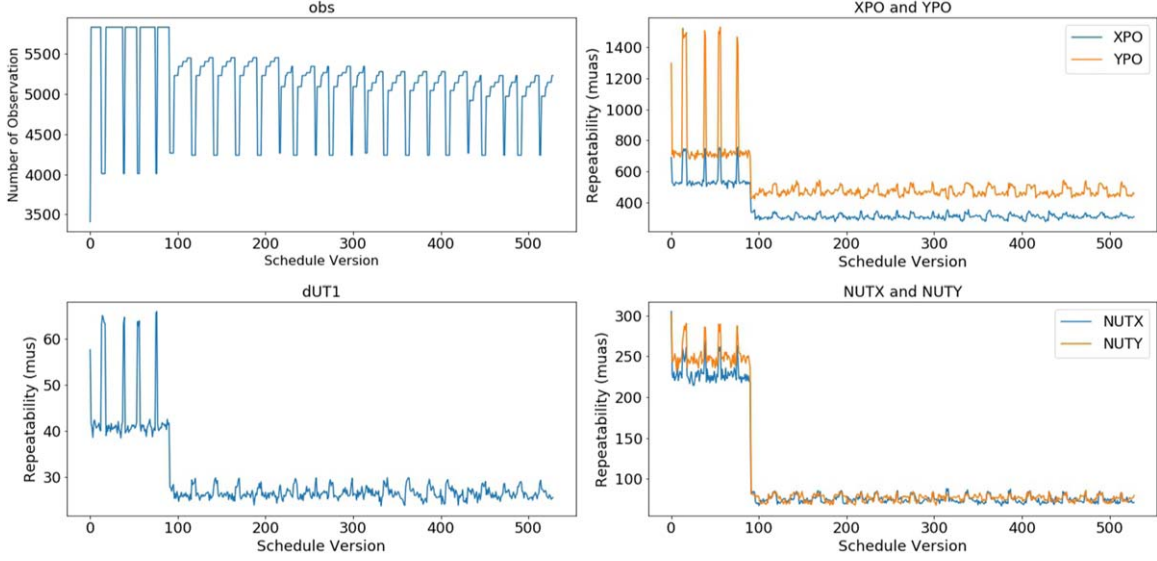 obs
Number of Observation
5500
5000
4500
4000
3500
0 100 200 300 400 500
Schedule Version
XPO and YPO
Repeatability (muas)
1400
1200
1000
800
600
400
XPO
YPO
0 100 200 300 400 500
Schedule Version
dUT1
Repeatability (mus)
60
50
40
30
0 100 200 300 400 500
Schedule Version
NUTX and NUTY
Repeatability (muas)
300
250
200
150
100
NUTX
NUTY
0 100 200 300 400 500
Schedule Version